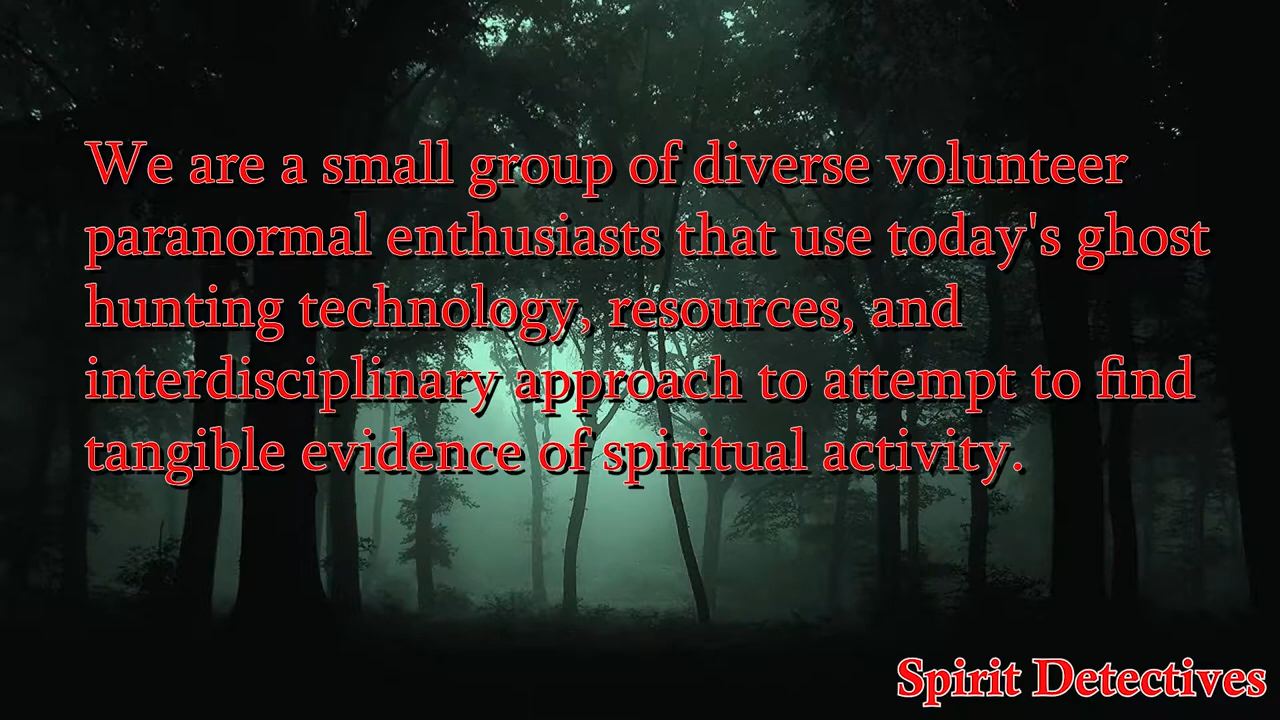 We are a small group of diverse volunteer
paranormal enthusiasts that use today's ghost
hunting technology, resources, and
interdisciplinary approach to attempt to find
tangible evidence of spiritual activity.
Spirit Detectives